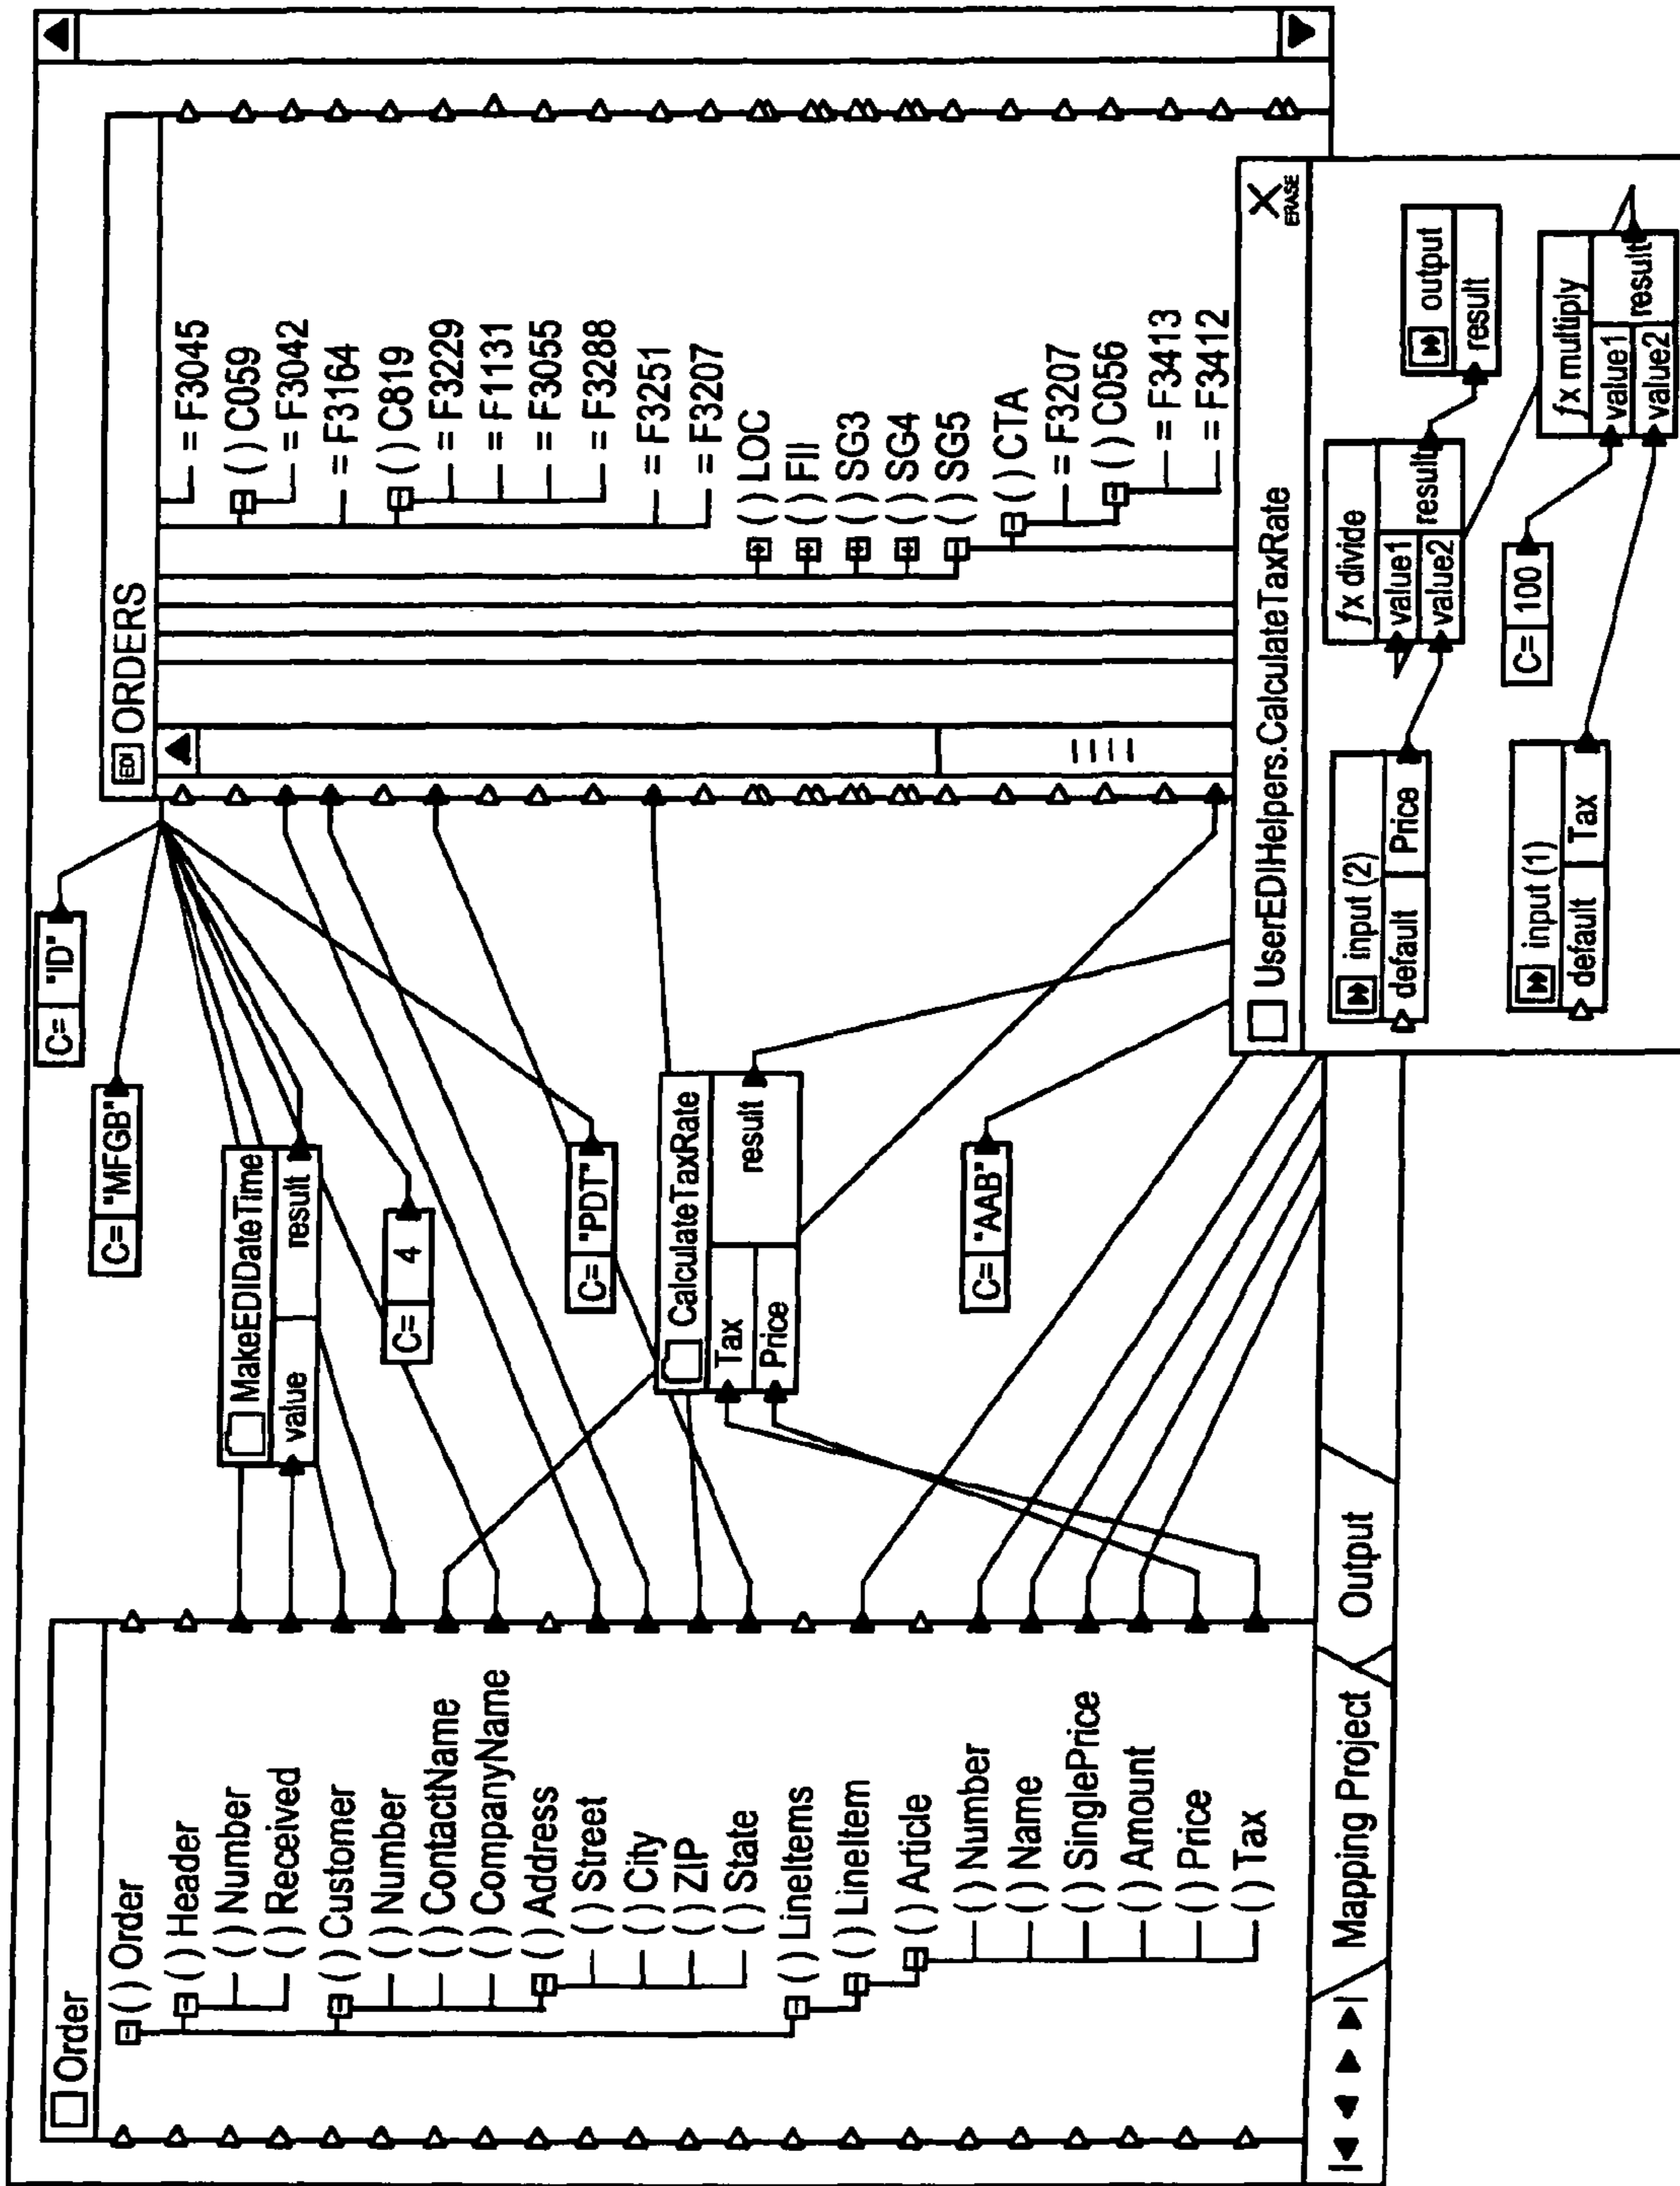 Order
( ) Order
( ) Header
( ) Number
( ) Received
( ) Customer
( ) Number
( ) ContactName
( ) CompanyName
( ) Address
( ) Street
( ) City
( ) ZIP
( ) State
( ) LineItems
( ) LineItem
( ) Article
( ) Number
( ) Name
( ) SinglePrice
( ) Amount
( ) Price
( ) Tax
Mapping Project
Output
C= "ID"
C= "MFGB"
MakeEDIDateTime
value result
C= 4
C= "PDT"
CalculateTaxRate
Tax
Price
result
C= "AAB"
EDI ORDERS
= F3045
( ) C059
= F3042
= F3164
( ) C819
= F3229
= F1131
= F3055
= F3288
= F3251
= F3207
( ) LOC
( ) FII
( ) SG3
( ) SG4
( ) SG5
( ) CTA
= F3207
( ) C056
= F3413
= F3412
UserEDIHelpers.CalculateTaxRate
ERASE
input (2)
default Price
input (1)
default Tax
fx divide
value1
value2
result
C= 100
output
result
fx multiply
value1
value2
result